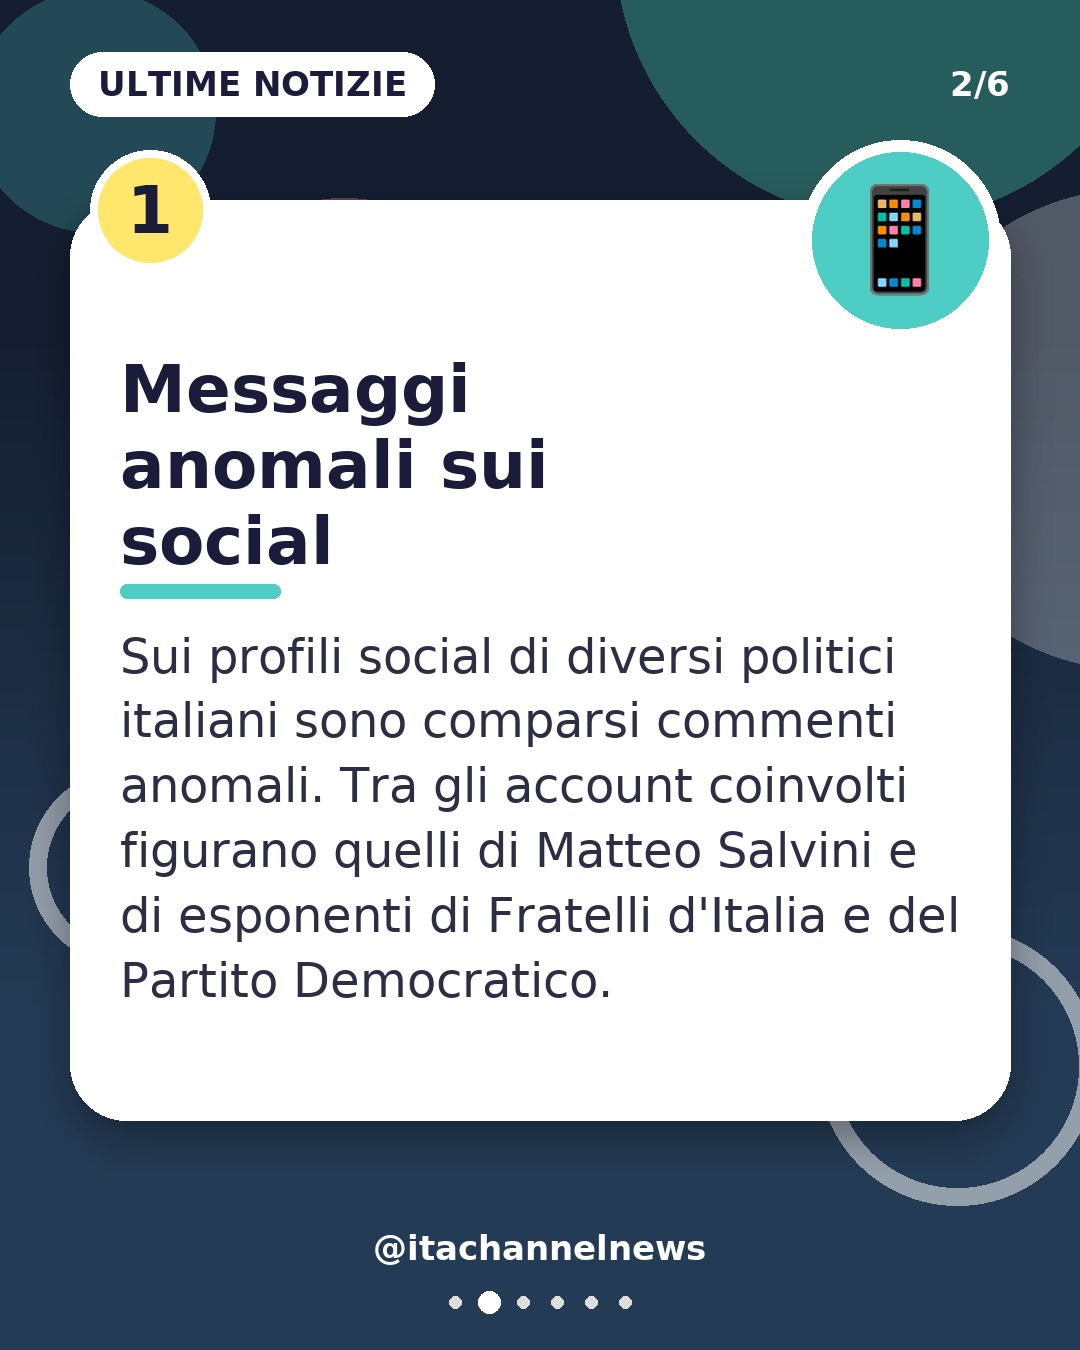 ULTIME NOTIZIE
2/6
1
Messaggi
anomali sui
social
Sui profili social di diversi politici
italiani sono comparsi commenti
anomali. Tra gli account coinvolti
figurano quelli di Matteo Salvini e
di esponenti di Fratelli d'Italia e del
Partito Democratico.
@itachannelnews